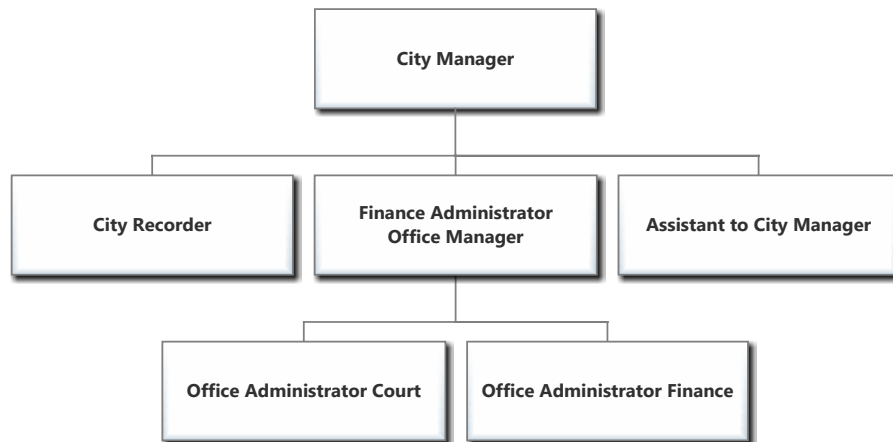 City Manager
City Recorder
Finance Administrator
Office Manager
Assistant to City Manager
Office Administrator Court
Office Administrator Finance